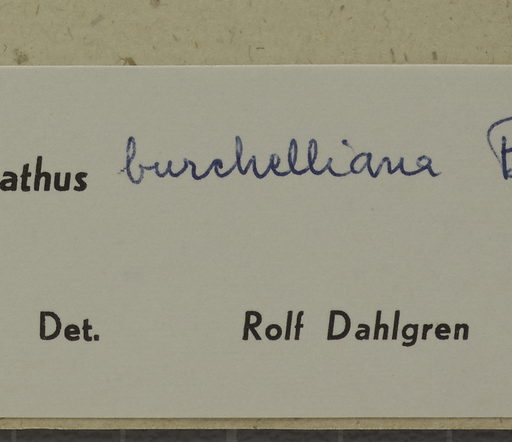 athus burchelliana B
Det. Rolf Dahlgren